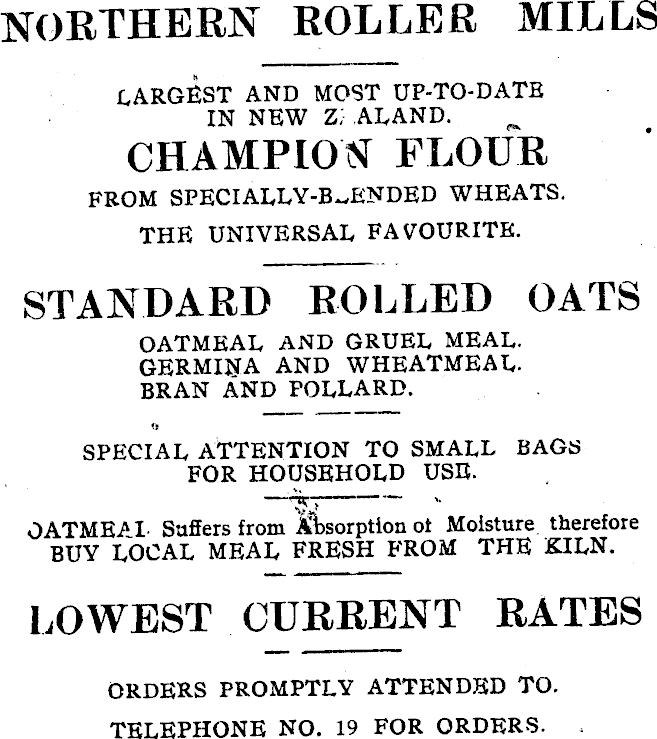 NORTHERN ROLLER MILLS
LARGEST AND MOST UP-TO-DATE
IN NEW ZEALAND.
CHAMPION FLOUR
FROM SPECIALLY-BLENDED WHEATS.
THE UNIVERSAL FAVOURITE.
STANDARD ROLLED OATS
OATMEAL AND GRUEL MEAL.
GERMINA AND WHEATMEAL.
BRAN AND POLLARD.
SPECIAL ATTENTION TO SMALL BAGS
FOR HOUSEHOLD USE.
OATMEAL Suffers from Absorption of Moisture therefore
BUY LOCAL MEAL FRESH FROM THE KILN.
LOWEST CURRENT RATES
ORDERS PROMPTLY ATTENDED TO.
TELEPHONE NO. 19 FOR ORDERS.